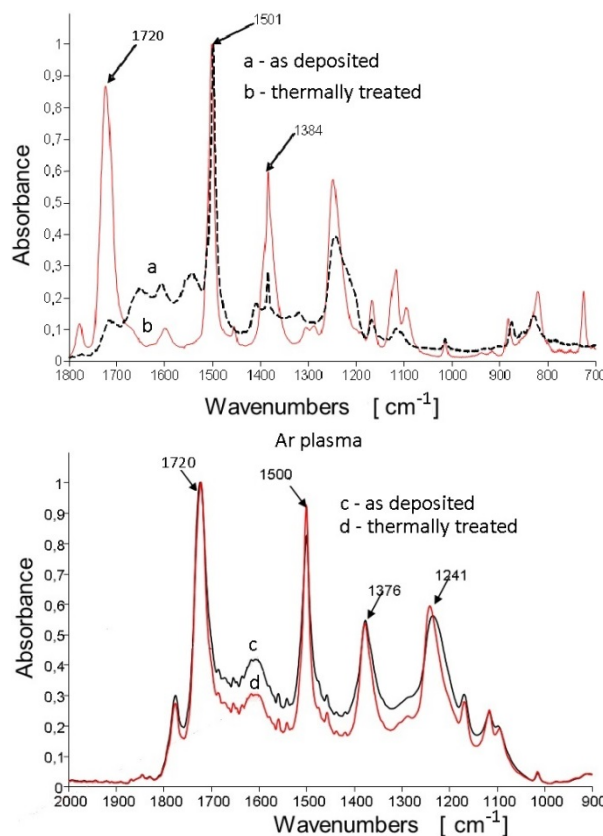 1720
1501
a - as deposited
b - thermally treated
1384
1
0,9
0,8
0,7
0,6
0,5
0,4
0,3
0,2
0,1
0
Absorbance
a
b
1800 1700 1600 1500 1400 1300 1200 1100 1000 900 800 700
Wavenumbers [ cm-1]
Ar plasma
1720
1500
c - as deposited
d - thermally treated
1376
1241
1
0,9
0,8
0,7
0,6
0,5
0,4
0,3
0,2
0,1
0
Absorbance
c
d
2000 1900 1800 1700 1600 1500 1400 1300 1200 1100 1000 900
Wavenumbers [ cm-1]